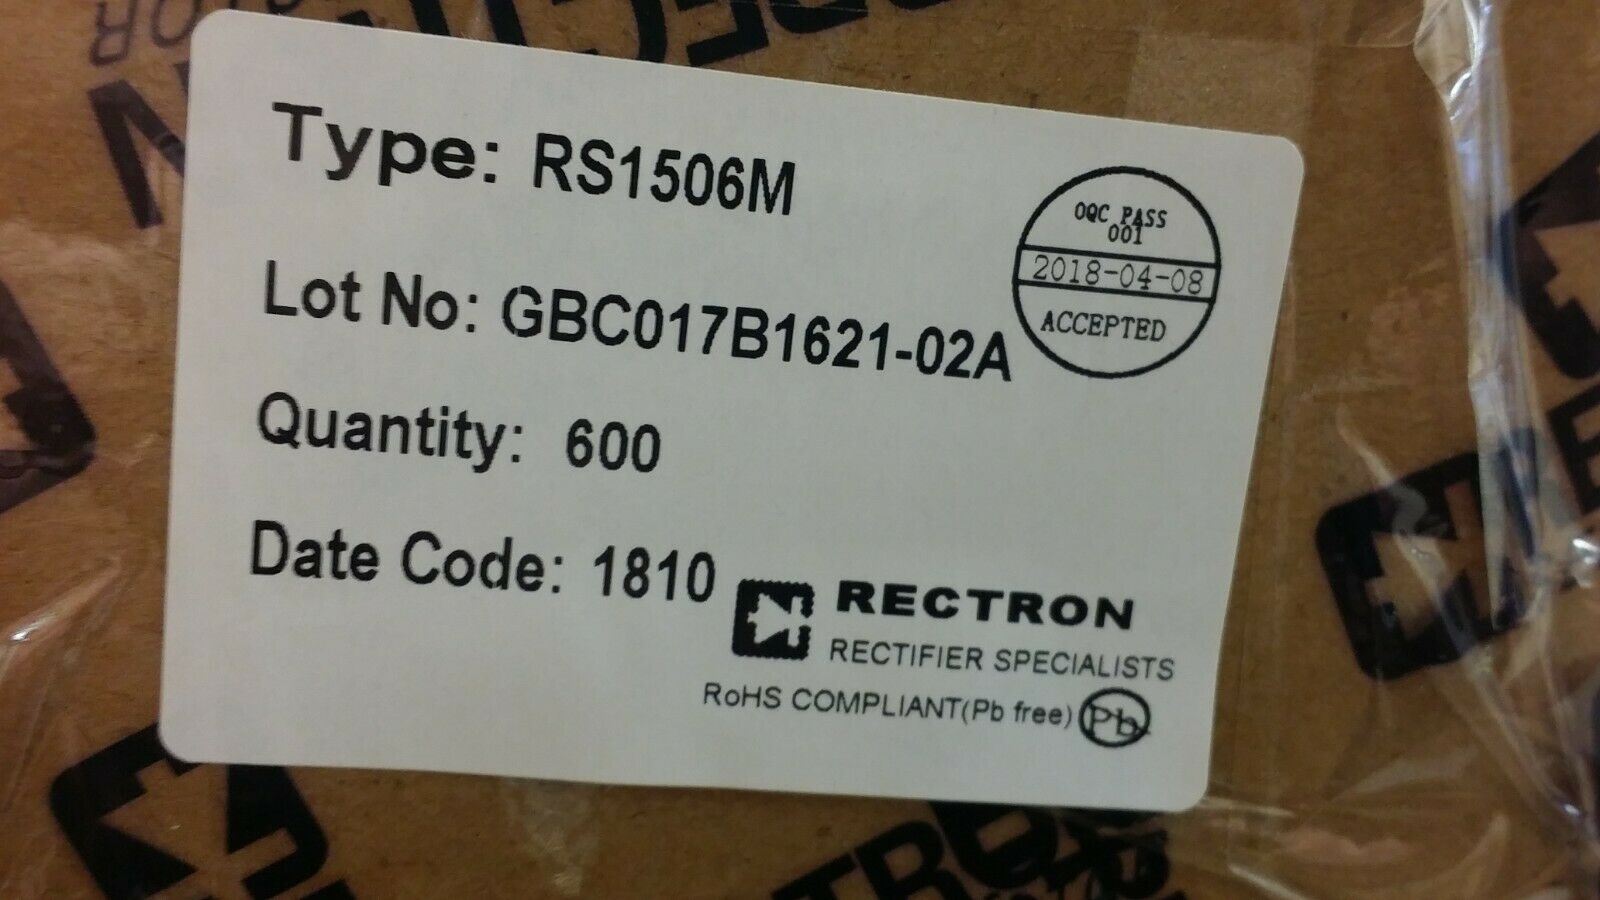 Type: RS1506M
OQC PASS
001
2018-04-08
ACCEPTED
Lot No: GBC017B1621-02A
Quantity: 600
Date Code: 1810
RECTRON
RECTIFIER SPECIALISTS
RoHS COMPLIANT(Pb free) Pb